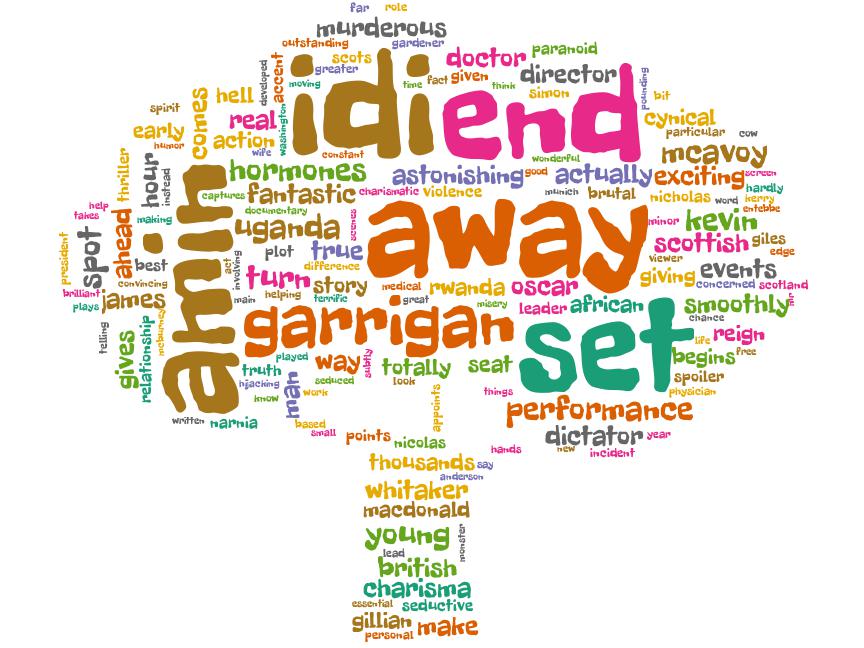 far role
murderous
outstanding gardener
scots doctor paranoid
greater
idi end
moving time fact given think director
developed accent simon pounding bit
spirit comes hell
real washington
early action cynical
humor wife constant particular cow
wonderful
thriller hour instead hormones astonishing good actually mcavoy
exciting screen
captures fantastic charismatic violence munich brutal hardly
help nicholas word kerry
takes making documentary away entebbe
amin uganda scenes minor kevin
president spot ahead best plot true scottish giles
act involving difference viewer edge
convincing turn story medical rwanda oscar giving events
brilliant main helping terrific great concerned scotland
plays james misery leader african smoothly
garrigan set chance
telling gives relationship mcburney played way subtly life reign
truth totally seat begins free
hijacking man seduced look spoiler
know work things physician
appoints performance
written narnia based
small points nicolas dictator year
hands new incident
thousands say
anderson
whitaker
macdonald
young monster
lead
british
charisma
essential seductive
gillian make
personal